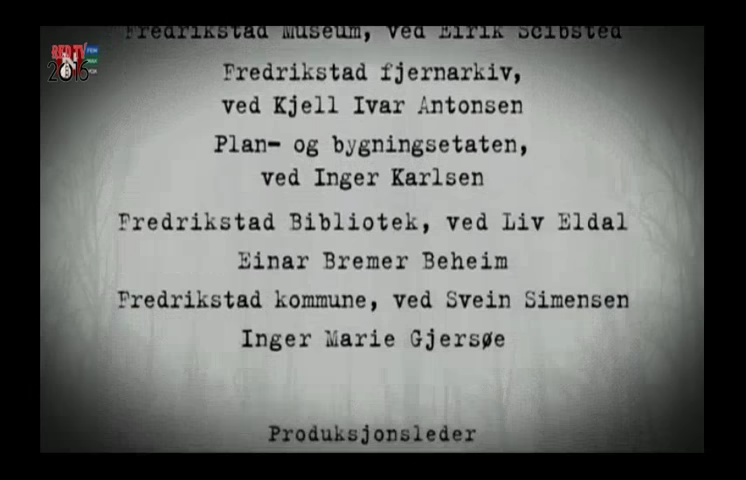 Fredrikstad Museum, ved Eirik
2016
Fredrikstad fjernarkiv,
ved Kjell Ivar Antonsen
Plan- og bygningsetaten,
ved Inger Karlsen
Fredrikstad Bibliotek, ved Liv Eldal
Einar Bremer Beheim
Fredrikstad kommune, ved Svein Simensen
Inger Marie Gjersøe
Produksjonsleder